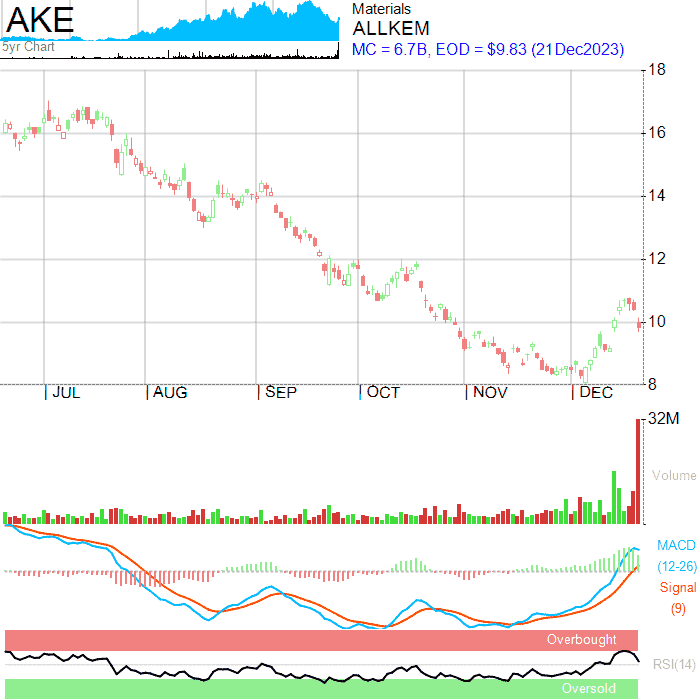 AKE
5yr Chart
Materials
ALLKEM
MC = 6.7B, EOD = $9.83 (21Dec2023)
18
16
14
12
10
8
JUL AUG SEP OCT NOV DEC
32M
Volume
MACD
(12-26)
Signal
(9)
Overbought
RSI(14)
Oversold